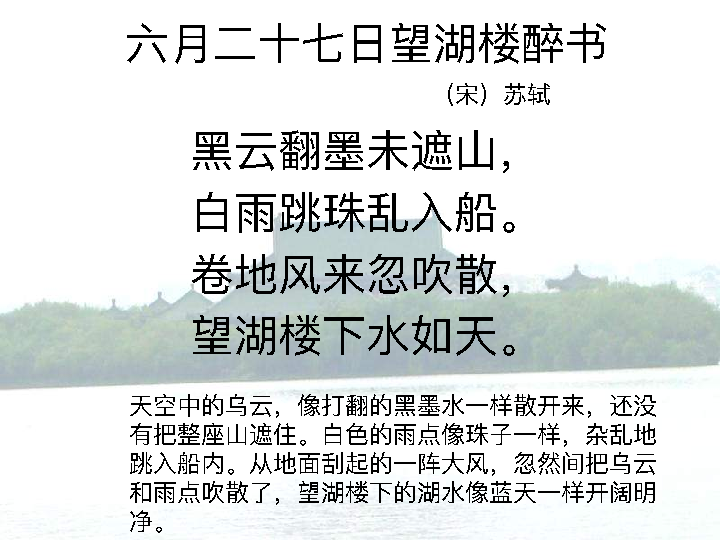 六月二十七日望湖楼醉书
（宋）苏轼
黑云翻墨未遮山，
白雨跳珠乱入船。
卷地风来忽吹散，
望湖楼下水如天。
天空中的乌云，像打翻的黑墨水一样散开来，还没
有把整座山遮住。白色的雨点像珠子一样，杂乱地
跳入船内。从地面刮起的一阵大风，忽然间把乌云
和雨点吹散了，望湖楼下的湖水像蓝天一样开阔明
净。